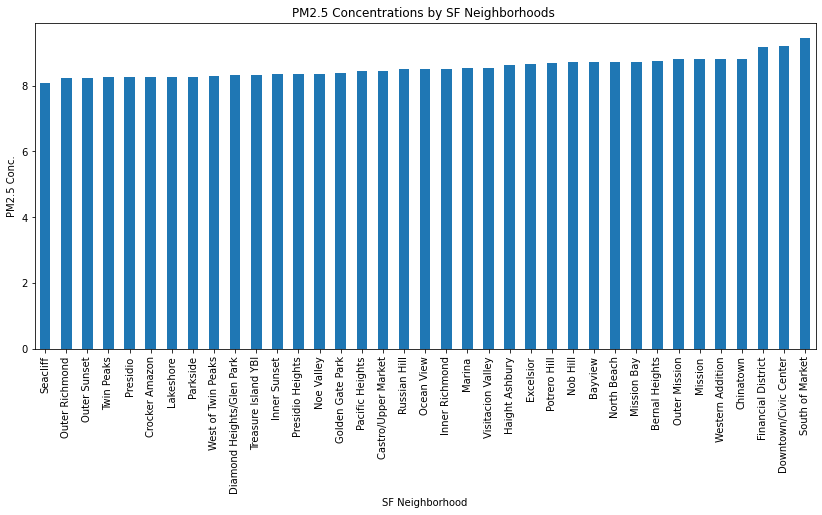 PM2.5 Concentrations by SF Neighborhoods
PM2.5 Conc.
8
6
4
2
0
Seacliff
Outer Richmond
Outer Sunset
Twin Peaks
Presidio
Crocker Amazon
Lakeshore
Parkside
West of Twin Peaks
Diamond Heights/Glen Park
Treasure Island YBI
Inner Sunset
Presidio Heights
Noe Valley
Golden Gate Park
Pacific Heights
Castro/Upper Market
Russian Hill
Ocean View
Inner Richmond
Marina
Visitacion Valley
Haight Ashbury
Excelsior
Potrero Hill
Nob Hill
Bayview
North Beach
Mission Bay
Bernal Heights
Outer Mission
Mission
Western Addition
Chinatown
Financial District
Downtown/Civic Center
South of Market
SF Neighborhood